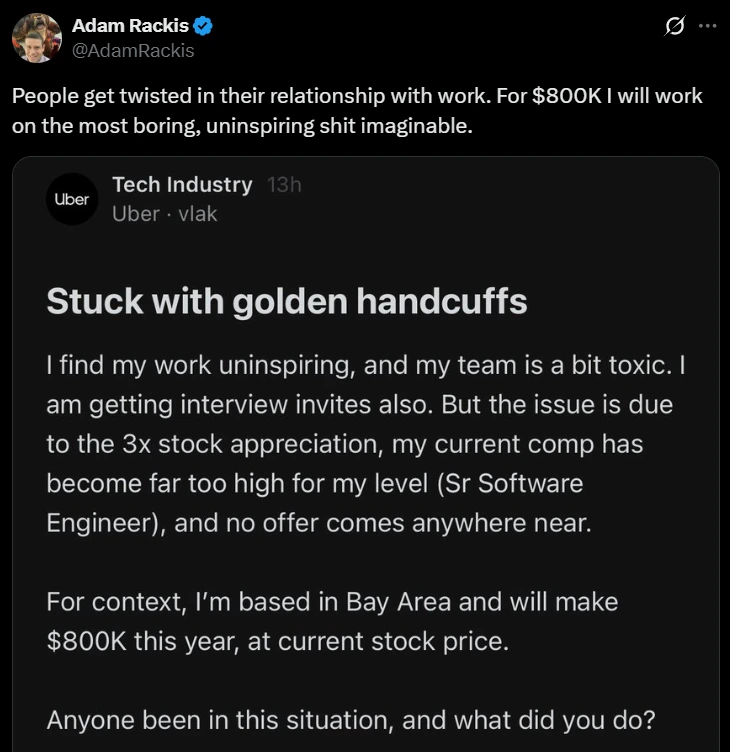 Adam Rackis
@AdamRackis
People get twisted in their relationship with work. For $800K I will work
on the most boring, uninspiring shit imaginable.
Uber
Tech Industry 13h
Uber · vlak
Stuck with golden handcuffs
I find my work uninspiring, and my team is a bit toxic. I
am getting interview invites also. But the issue is due
to the 3x stock appreciation, my current comp has
become far too high for my level (Sr Software
Engineer), and no offer comes anywhere near.
For context, I’m based in Bay Area and will make
$800K this year, at current stock price.
Anyone been in this situation, and what did you do?